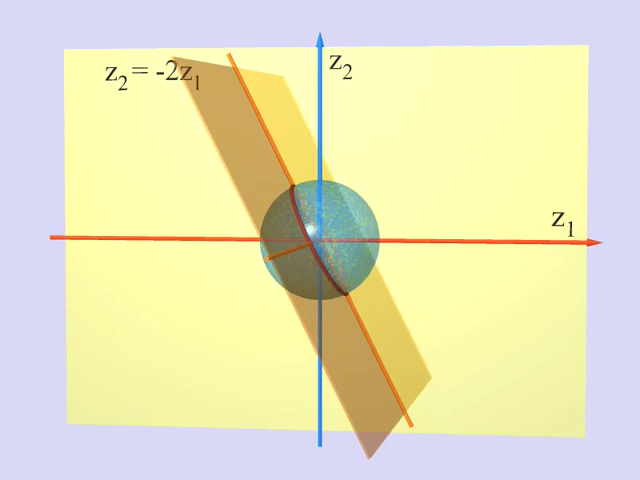 z₂
z₂ = -2z₁
z₁